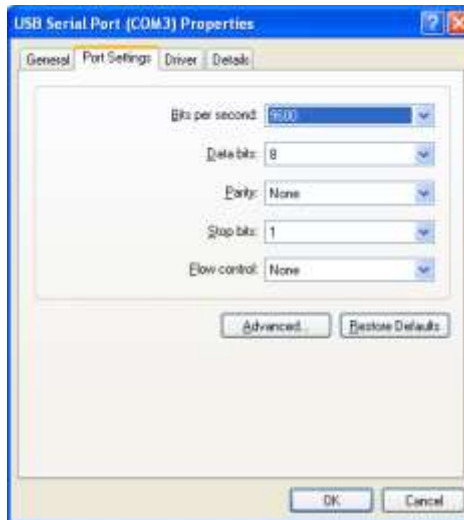 USB Serial Port (COM3) Properties
General Port Settings Driver Details
Bits per second: 9600
Data bits: 8
Parity: None
Stop bits: 1
Flow control: None
Advanced... Restore Defaults
OK Cancel